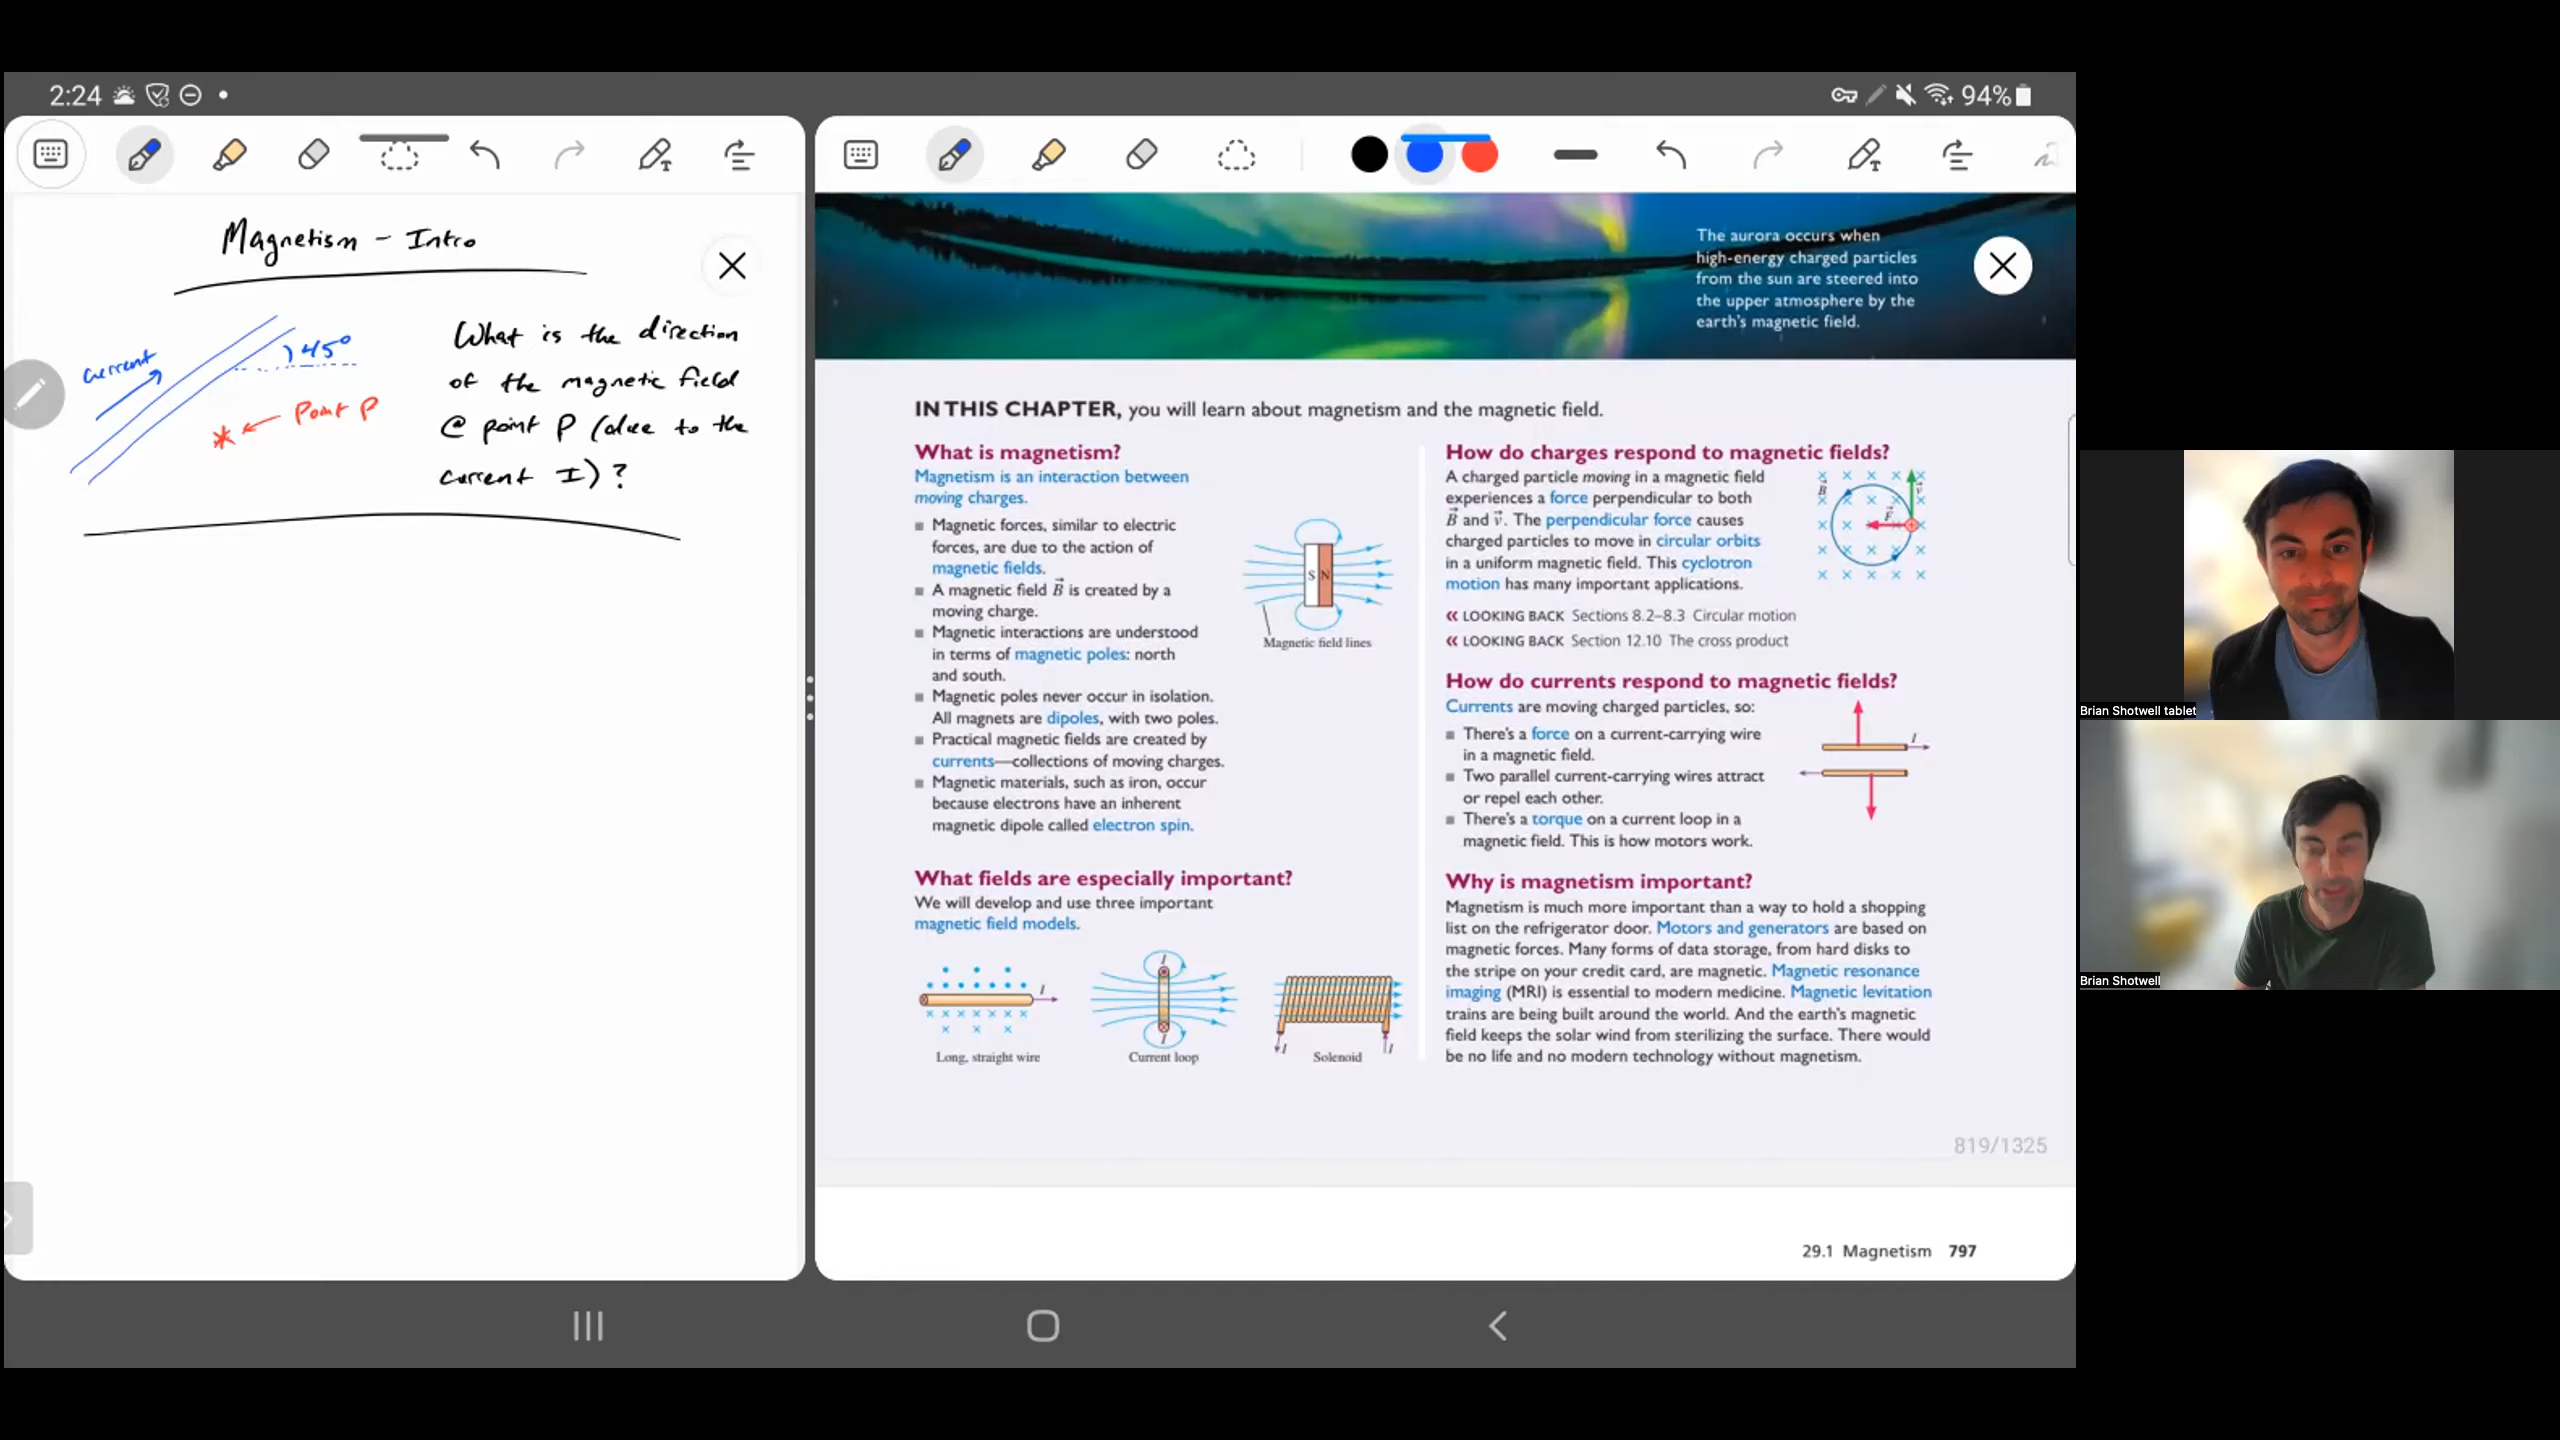 2:24
94%
Magnetism - Intro
current
45°
Point P
What is the direction
of the magnetic field
@ point P (due to the
current I)?
The aurora occurs when
high-energy charged particles
from the sun are steered into
the upper atmosphere by the
earth's magnetic field.
IN THIS CHAPTER, you will learn about magnetism and the magnetic field.
What is magnetism?
Magnetism is an interaction between
moving charges.
■ Magnetic forces, similar to electric
forces, are due to the action of
magnetic fields.
■ A magnetic field B⃗ is created by a
moving charge.
■ Magnetic interactions are understood
in terms of magnetic poles: north
and south.
■ Magnetic poles never occur in isolation.
All magnets are dipoles, with two poles.
■ Practical magnetic fields are created by
currents—collections of moving charges.
■ Magnetic materials, such as iron, occur
because electrons have an inherent
magnetic dipole called electron spin.
S N
Magnetic field lines
What fields are especially important?
We will develop and use three important
magnetic field models.
I
Long, straight wire
I
I
Current loop
I
I
Solenoid
How do charges respond to magnetic fields?
A charged particle moving in a magnetic field
experiences a force perpendicular to both
B⃗ and v⃗. The perpendicular force causes
charged particles to move in circular orbits
in a uniform magnetic field. This cyclotron
motion has many important applications.
B⃗
v⃗
F⃗
« LOOKING BACK Sections 8.2–8.3 Circular motion
« LOOKING BACK Section 12.10 The cross product
How do currents respond to magnetic fields?
Currents are moving charged particles, so:
■ There's a force on a current-carrying wire
in a magnetic field.
■ Two parallel current-carrying wires attract
or repel each other.
■ There's a torque on a current loop in a
magnetic field. This is how motors work.
I
Why is magnetism important?
Magnetism is much more important than a way to hold a shopping
list on the refrigerator door. Motors and generators are based on
magnetic forces. Many forms of data storage, from hard disks to
the stripe on your credit card, are magnetic. Magnetic resonance
imaging (MRI) is essential to modern medicine. Magnetic levitation
trains are being built around the world. And the earth's magnetic
field keeps the solar wind from sterilizing the surface. There would
be no life and no modern technology without magnetism.
819/1325
29.1 Magnetism 797
Brian Shotwell tablet
Brian Shotwell